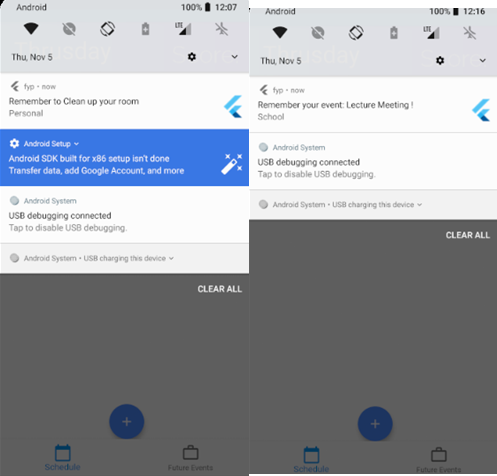 Android 100% 12:07
LTE
Thu, Nov 5
fyp • now
Remember to Clean up your room
Personal
Android Setup
Android SDK built for x86 setup isn't done
Transfer data, add Google Account, and more
Android System
USB debugging connected
Tap to disable USB debugging.
Android System • USB charging this device
CLEAR ALL
+
Schedule
Future Events
Android 100% 12:16
LTE
Thu, Nov 5
fyp • now
Remember your event: Lecture Meeting !
School
Android System
USB debugging connected
Tap to disable USB debugging.
Android System • USB charging this device
CLEAR ALL
+
Schedule
Future Events